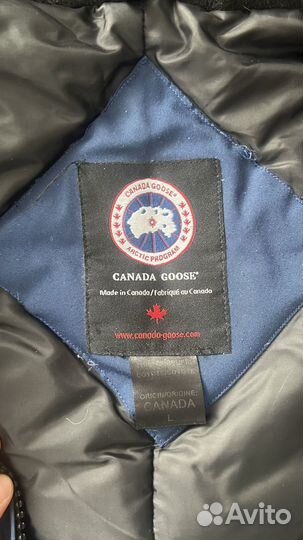 CANADA GOOSE®
ARCTIC PROGRAM
CANADA GOOSE®
Made in Canada/Fabriqué au Canada
www.canada-goose.com
ORIGIN/ORIGINE:
CANADA
L
Avito